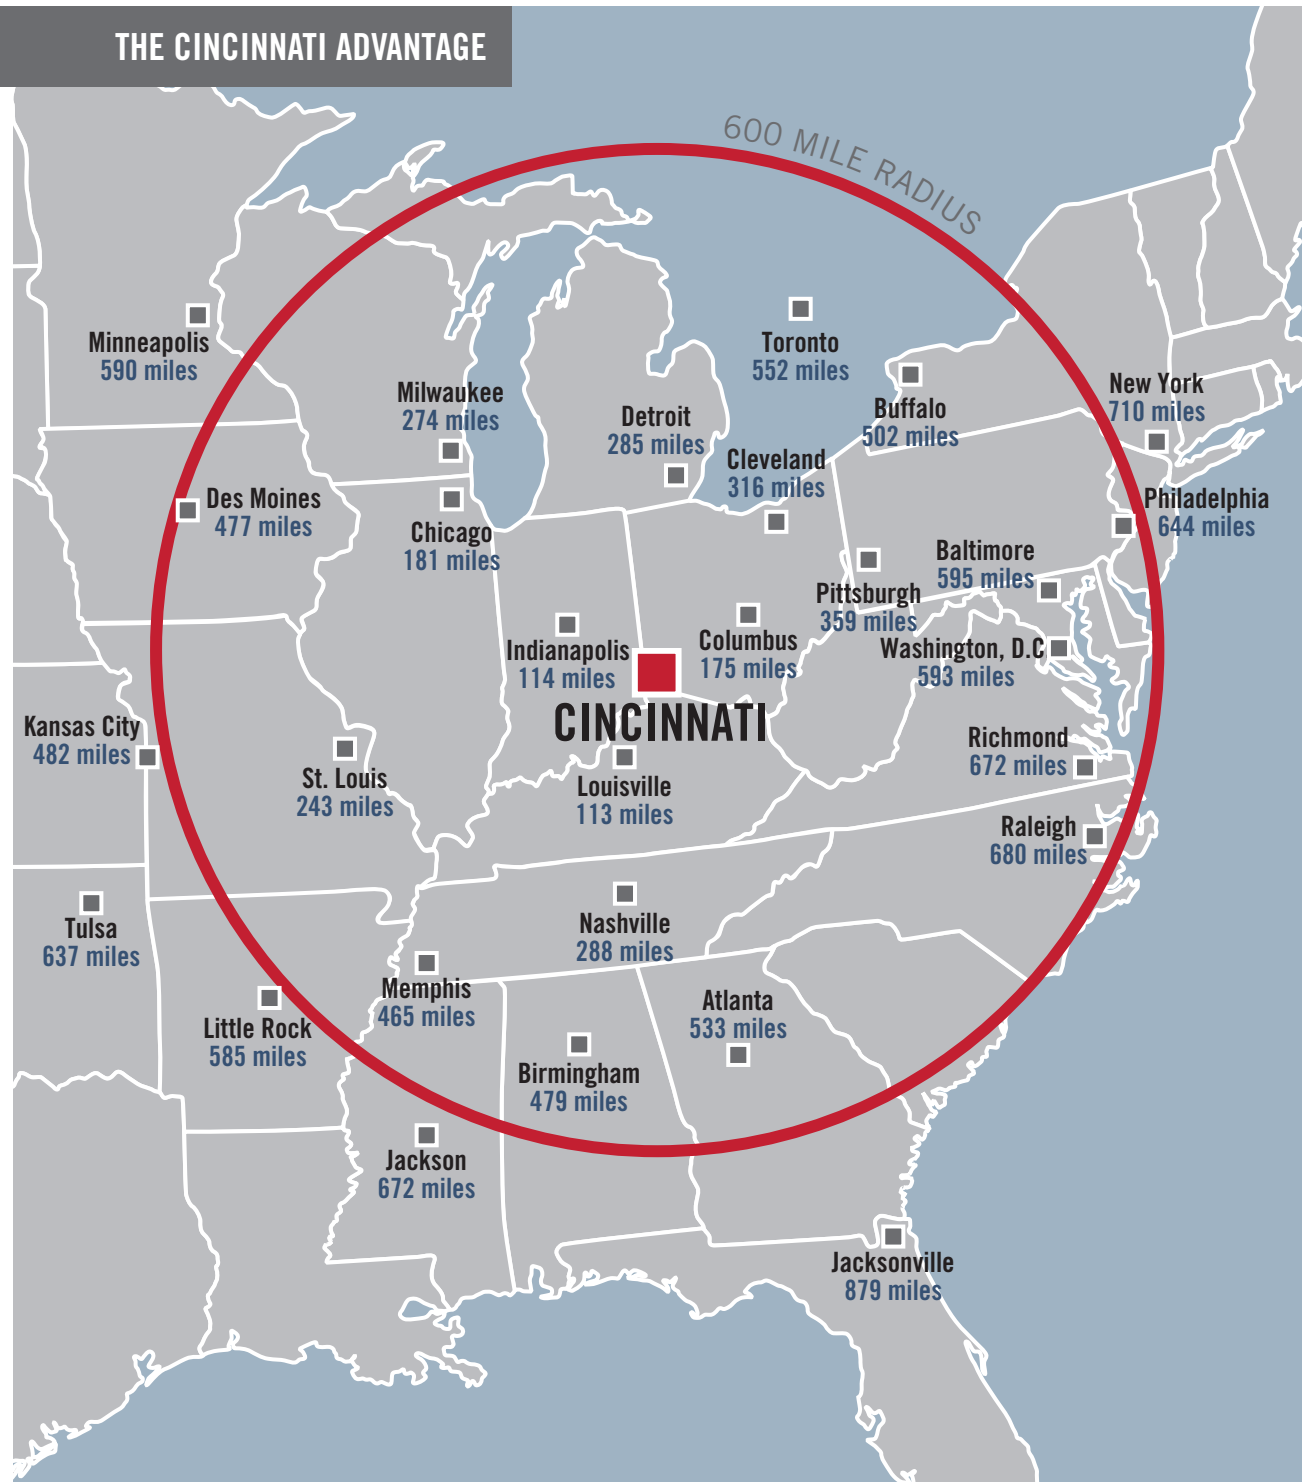 THE CINCINNATI ADVANTAGE
600 MILE RADIUS
Minneapolis
590 miles
Toronto
552 miles
Milwaukee
274 miles
Detroit
285 miles
Buffalo
502 miles
New York
710 miles
Cleveland
316 miles
Des Moines
477 miles
Chicago
181 miles
Philadelphia
644 miles
Baltimore
595 miles
Pittsburgh
359 miles
Indianapolis
114 miles
Columbus
175 miles
Washington, D.C
593 miles
CINCINNATI
Kansas City
482 miles
St. Louis
243 miles
Louisville
113 miles
Richmond
672 miles
Raleigh
680 miles
Tulsa
637 miles
Nashville
288 miles
Memphis
465 miles
Atlanta
533 miles
Little Rock
585 miles
Birmingham
479 miles
Jackson
672 miles
Jacksonville
879 miles